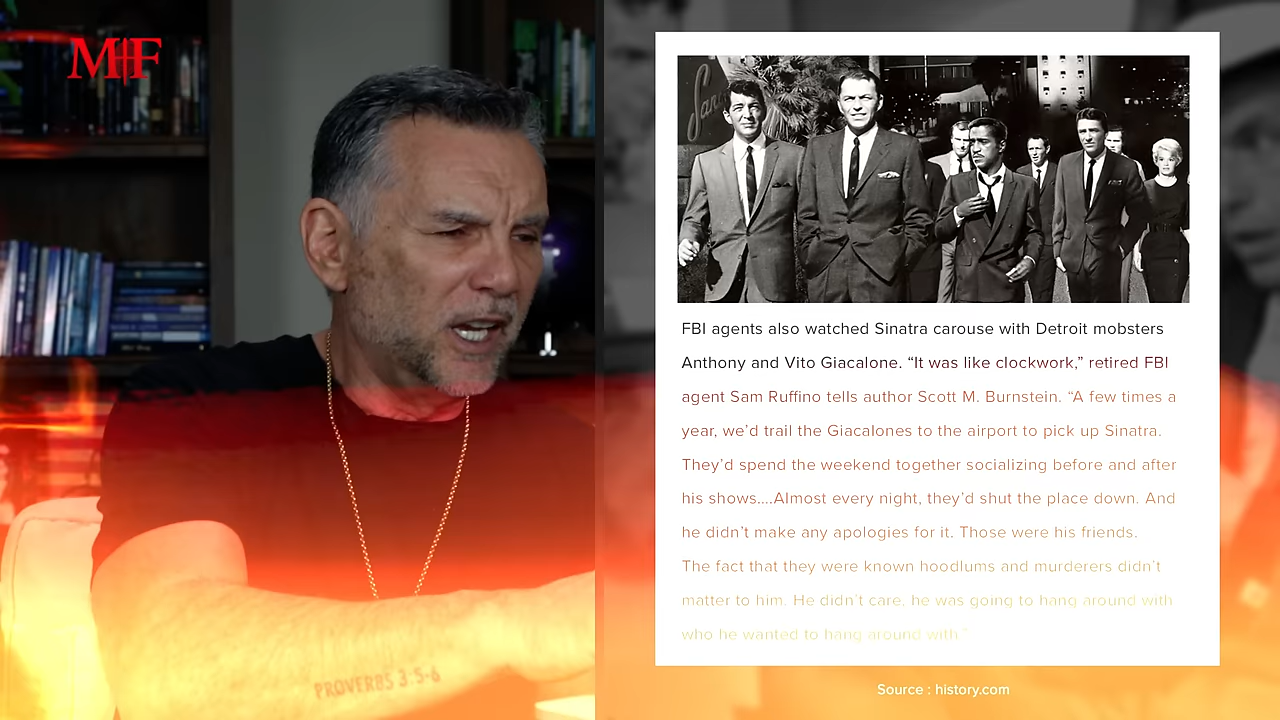 MF
PROVERBS 3:5-6
FBI agents also watched Sinatra carouse with Detroit mobsters
Anthony and Vito Giacalone. “It was like clockwork,” retired FBI
agent Sam Ruffino tells author Scott M. Burnstein. “A few times a
year, we’d trail the Giacalones to the airport to pick up Sinatra.
They’d spend the weekend together socializing before and after
his shows....Almost every night, they’d shut the place down. And
he didn’t make any apologies for it. Those were his friends.
The fact that they were known hoodlums and murderers didn’t
matter to him. He didn’t care, he was going to hang around with
who he wanted to hang around with.”
Source : history.com